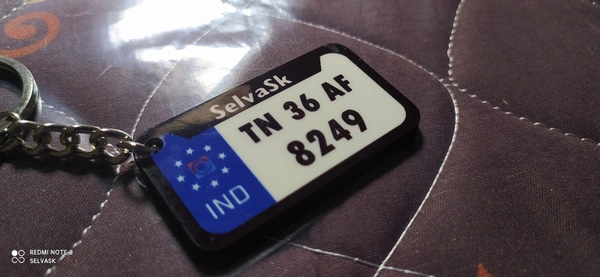 SelvaSk
TN 36 AF
8249
IND
REDMI NOTE 8
SELVASK